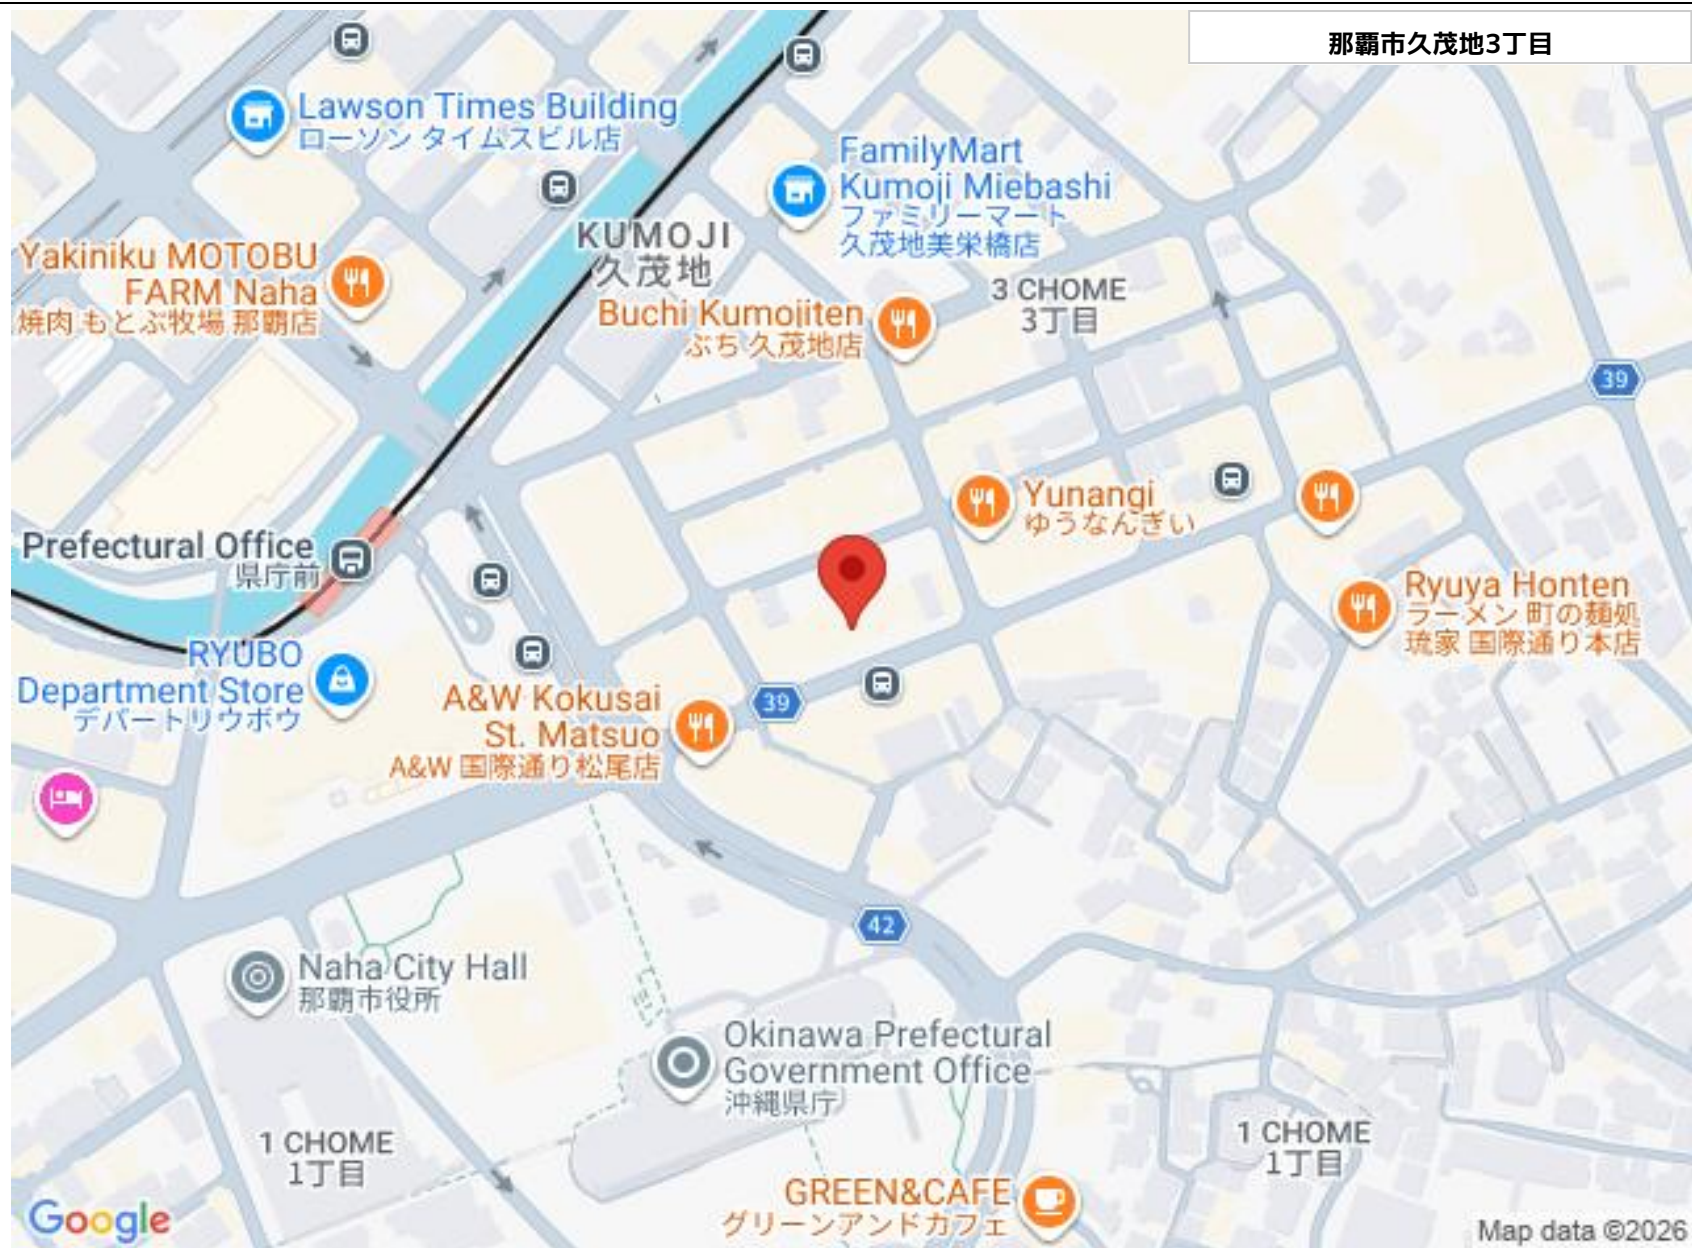 那覇市久茂地3丁目
Lawson Times Building
ローソン タイムスビル店
FamilyMart
Kumoji Miebashi
ファミリーマート
久茂地美栄橋店
KUMOJI
久茂地
Yakiniku MOTOBU
FARM Naha
焼肉 もとぶ牧場 那覇店
Buchi Kumojiten
ぶち 久茂地店
3 CHOME
3丁目
39
Yunangi
ゆうなんぎい
Prefectural Office
県庁前
Ryuya Honten
ラーメン 町の麺処
琉家 国際通り本店
RYUBO
Department Store
デパートリウボウ
A&W Kokusai
St. Matsuo
A&W 国際通り松尾店
39
42
Naha City Hall
那覇市役所
Okinawa Prefectural
Government Office
沖縄県庁
1 CHOME
1丁目
1 CHOME
1丁目
GREEN&CAFE
グリーンアンドカフェ
Google
Map data ©2026